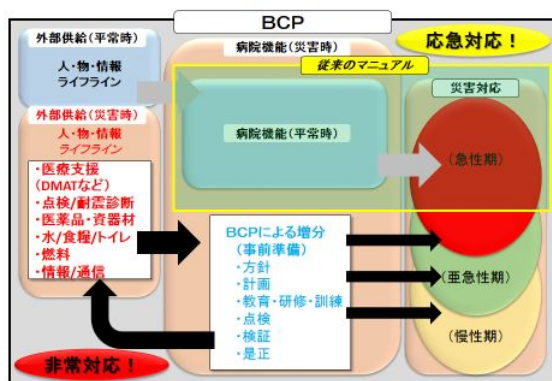 BCP
外部供給(平常時)
人・物・情報
ライフライン
外部供給(災害時)
人・物・情報
ライフライン
・医療支援
(DMATなど)
・点検/耐震診断
・医薬品・資器材
・水/食糧/トイレ
・燃料
・情報/通信
非常対応!
病院機能(災害時)
従来のマニュアル
病院機能(平常時)
BCPによる増分
(事前準備)
・方針
・計画
・教育・研修・訓練
・点検
・検証
・是正
応急対応!
災害対応
(急性期)
(亜急性期)
(慢性期)